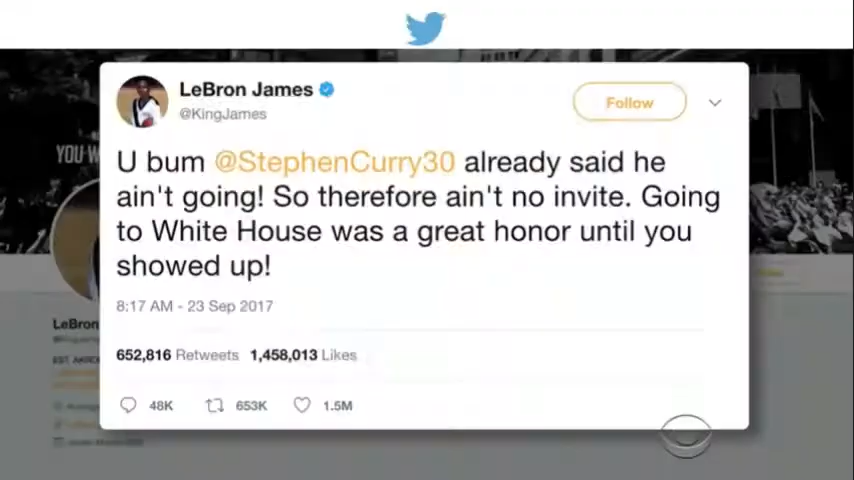 YOU W
LeBron James
@KingJames
Follow
U bum @StephenCurry30 already said he
ain't going! So therefore ain't no invite. Going
to White House was a great honor until you
showed up!
8:17 AM - 23 Sep 2017
652,816 Retweets 1,458,013 Likes
48K 653K 1.5M
LeBron